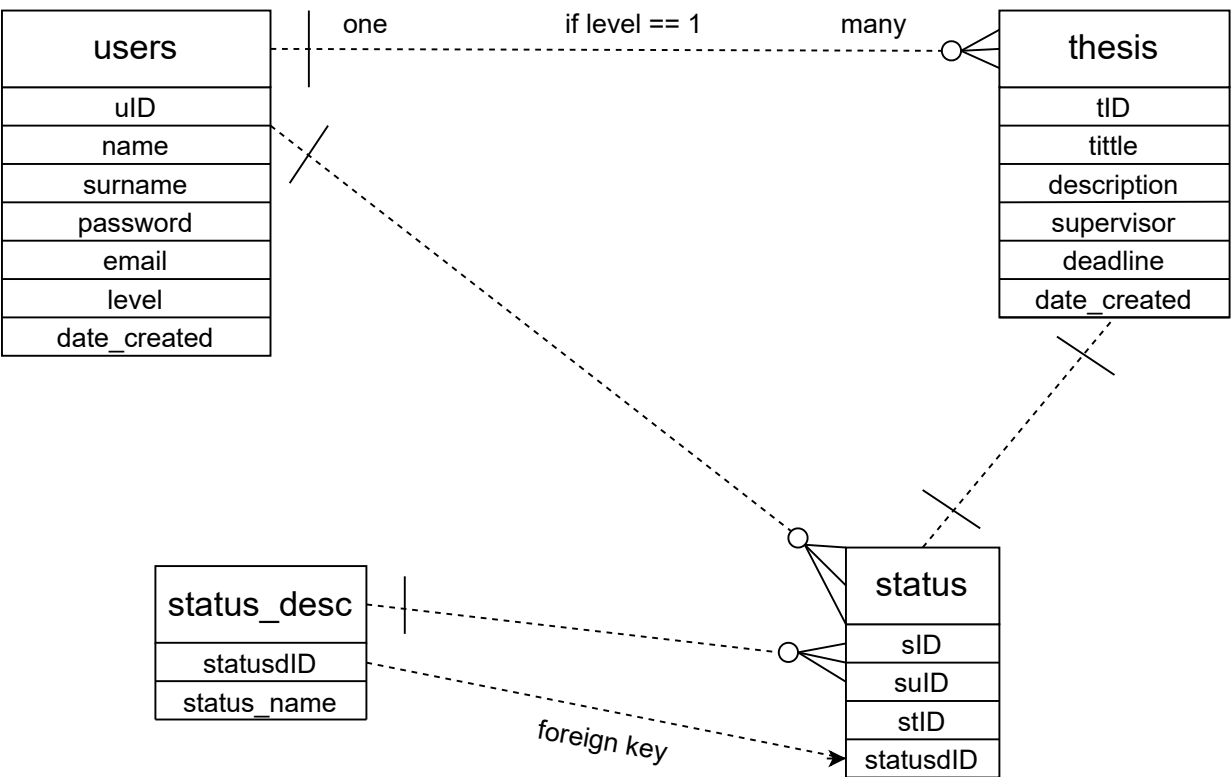 one if level == 1 many
users
uID
name
surname
password
email
level
date_created
thesis
tID
tittle
description
supervisor
deadline
date_created
status_desc
statusdID
status_name
foreign key
status
sID
suID
stID
statusdID